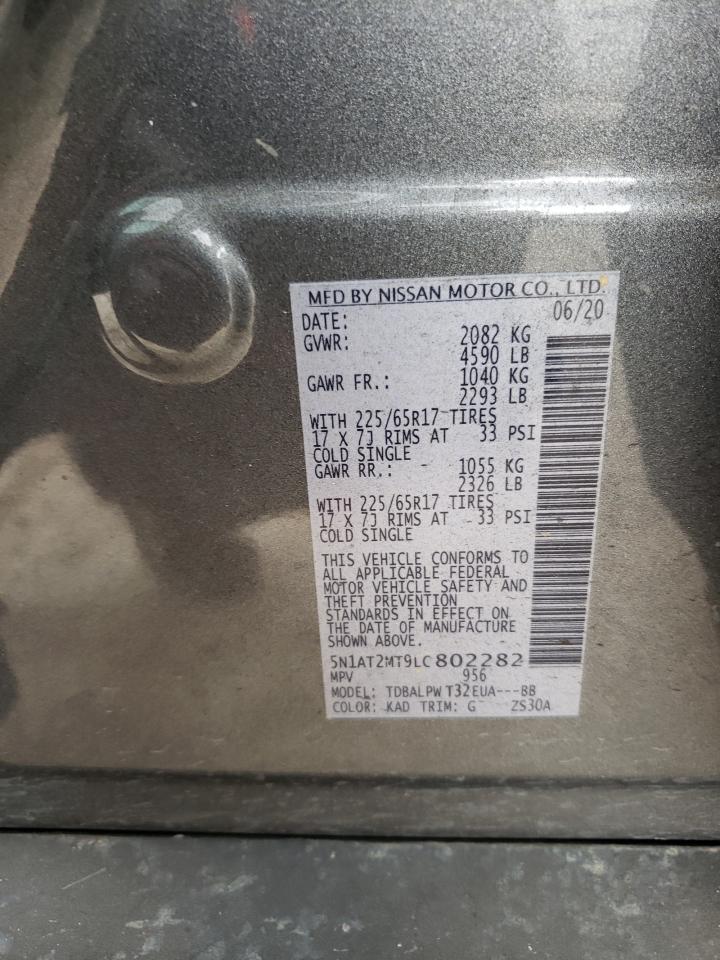 MFD BY NISSAN MOTOR CO., LTD.
DATE: 06/20
GVWR: 2082 KG
4590 LB
GAWR FR.: 1040 KG
2293 LB
WITH 225/65R17 TIRES
17 X 7J RIMS AT 33 PSI
COLD SINGLE
GAWR RR.: 1055 KG
2326 LB
WITH 225/65R17 TIRES
17 X 7J RIMS AT 33 PSI
COLD SINGLE
THIS VEHICLE CONFORMS TO
ALL APPLICABLE FEDERAL
MOTOR VEHICLE SAFETY AND
THEFT PREVENTION
STANDARDS IN EFFECT ON
THE DATE OF MANUFACTURE
SHOWN ABOVE.
5N1AT2MT9LC802282
MPV 956
MODEL: TDBALPW T32EUA---BB
COLOR: KAD TRIM: G ZS30A